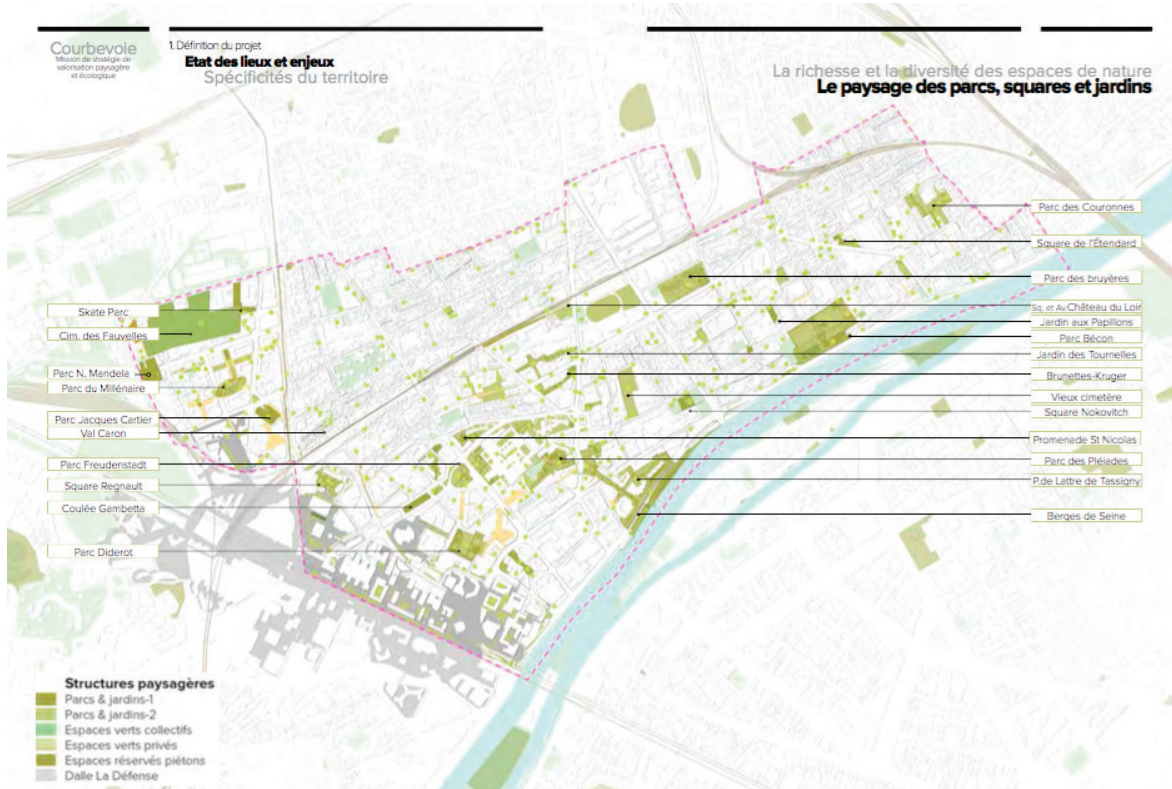 Courbevoie
Mission de stratégie de
valorisation paysagère
et écologique
1. Définition du projet
Etat des lieux et enjeux
Spécificités du territoire
La richesse et la diversité des espaces de nature
Le paysage des parcs, squares et jardins
Skate Parc
Cim. des Fauvelles
Parc N. Mandela
Parc du Millénaire
Parc Jacques Cartier
Val Caron
Parc Freudenstadt
Square Regnault
Coulée Gambetta
Parc Diderot
Parc des Couronnes
Square de l'Étendard
Parc des bruyères
Sq. et Av. Château du Loir
Jardin aux Papillons
Parc Bécon
Jardin des Tournelles
Brunettes-Kruger
Vieux cimetère
Square Nokovitch
Promenade St Nicolas
Parc des Pléiades
P.de Lattre de Tassigny
Berges de Seine
Structures paysagères
Parcs & jardins-1
Parcs & jardins-2
Espaces verts collectifs
Espaces verts privés
Espaces réservés piétons
Dalle La Défense